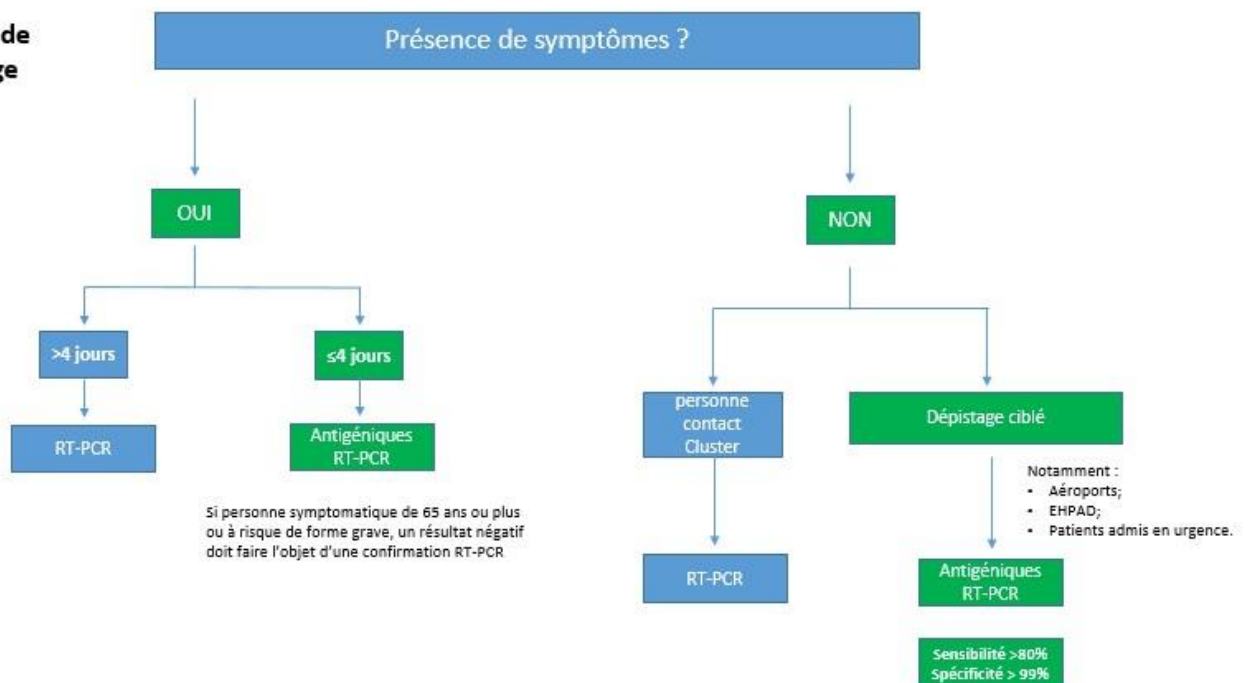 de
ge
Présence de symptômes ?
OUI
NON
>4 jours
≤4 jours
RT-PCR
Antigéniques
RT-PCR
Si personne symptomatique de 65 ans ou plus
ou à risque de forme grave, un résultat négatif
doit faire l'objet d'une confirmation RT-PCR
personne
contact
Cluster
Dépistage ciblé
Notamment :
• Aéroports;
• EHPAD;
• Patients admis en urgence.
RT-PCR
Antigéniques
RT-PCR
Sensibilité >80%
Spécificité > 99%